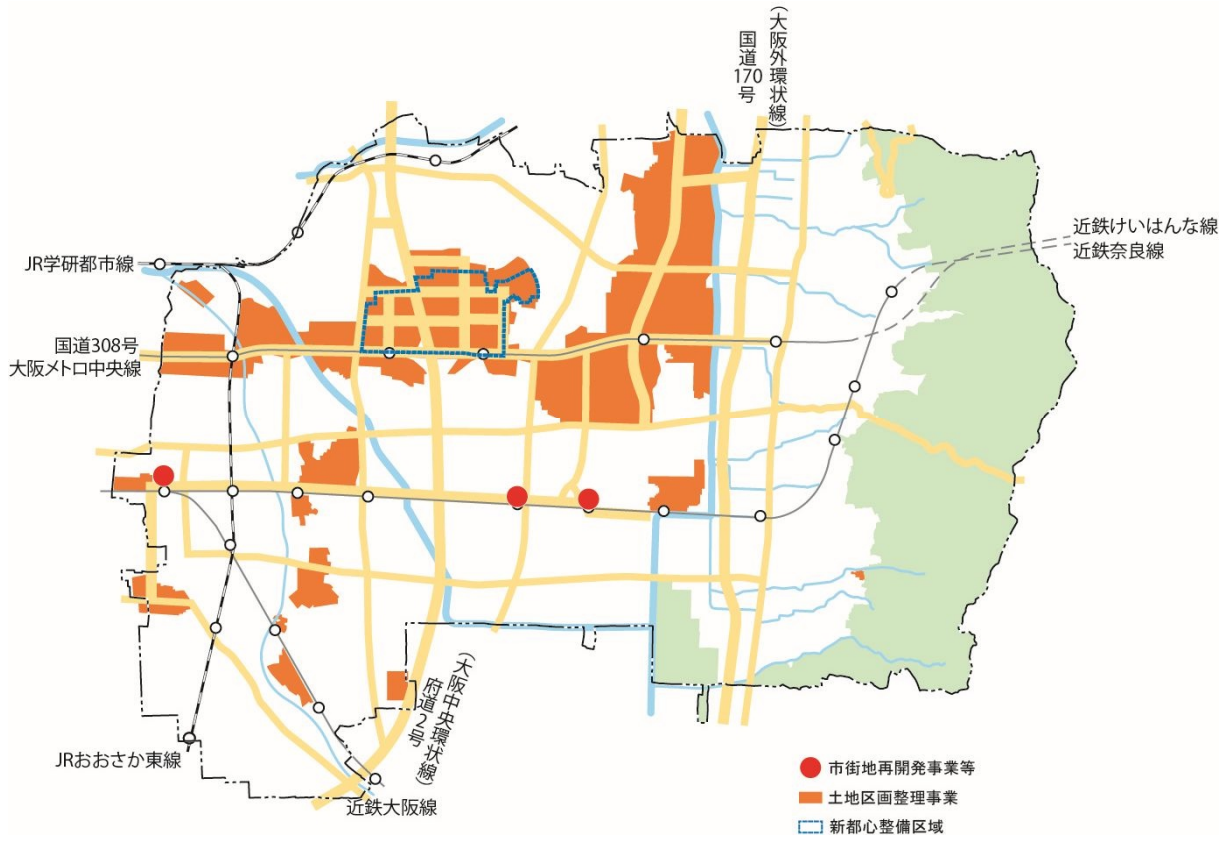 (大阪外環状線)
国道170号
近鉄けいはんな線
近鉄奈良線
JR学研都市線
国道308号
大阪メトロ中央線
(大阪中央環状線)
府道2号
JRおおさか東線
近鉄大阪線
市街地再開発事業等
土地区画整理事業
新都心整備区域